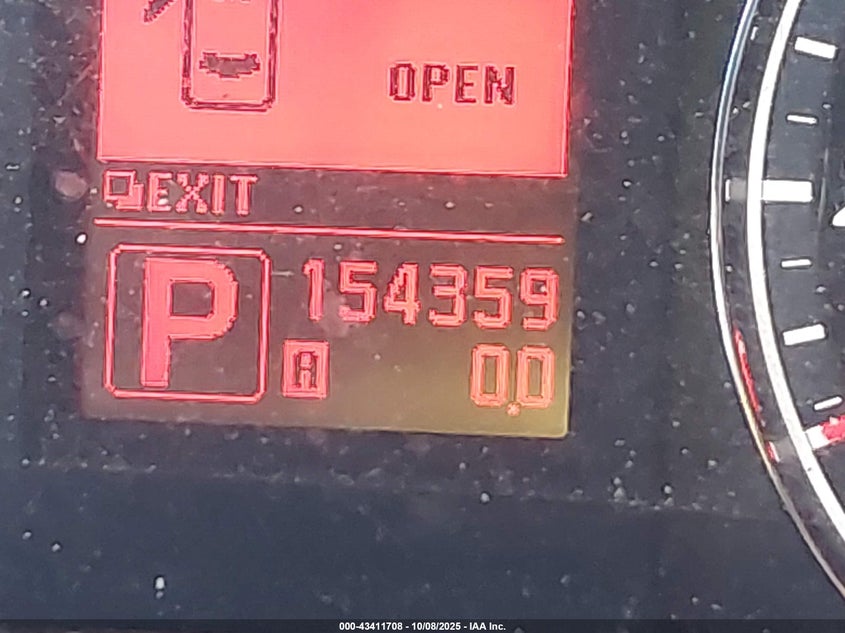 OPEN
EXIT
P
154359
A
0.0
000-43411708 - 10/08/2025 - IAA Inc.